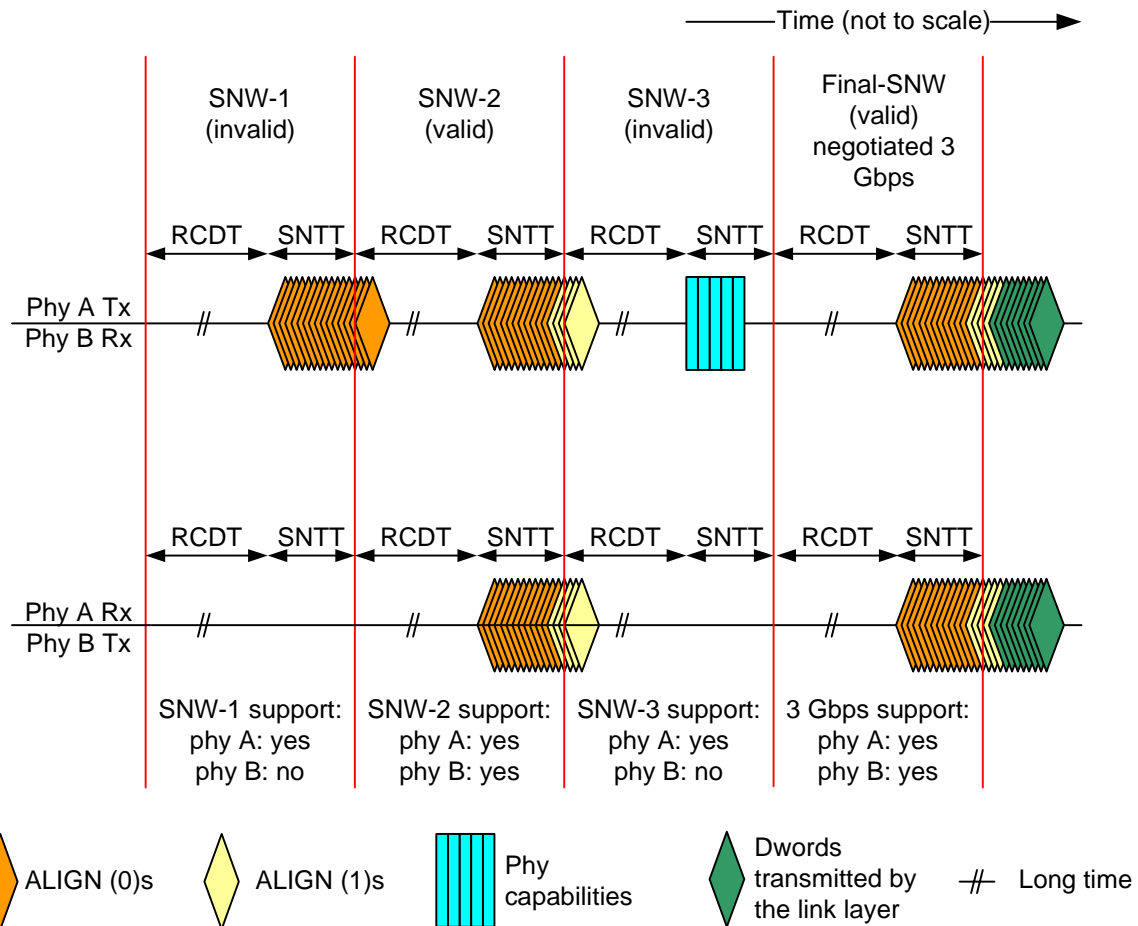 Time (not to scale)
SNW-1
(invalid)
SNW-2
(valid)
SNW-3
(invalid)
Final-SNW
(valid)
negotiated 3
Gbps
RCDT SNTT RCDT SNTT RCDT SNTT RCDT SNTT
Phy A Tx
Phy B Rx
RCDT SNTT RCDT SNTT RCDT SNTT RCDT SNTT
Phy A Rx
Phy B Tx
SNW-1 support:
phy A: yes
phy B: no
SNW-2 support:
phy A: yes
phy B: yes
SNW-3 support:
phy A: yes
phy B: no
3 Gbps support:
phy A: yes
phy B: yes
ALIGN (0)s
ALIGN (1)s
Phy
capabilities
Dwords
transmitted by
the link layer
Long time